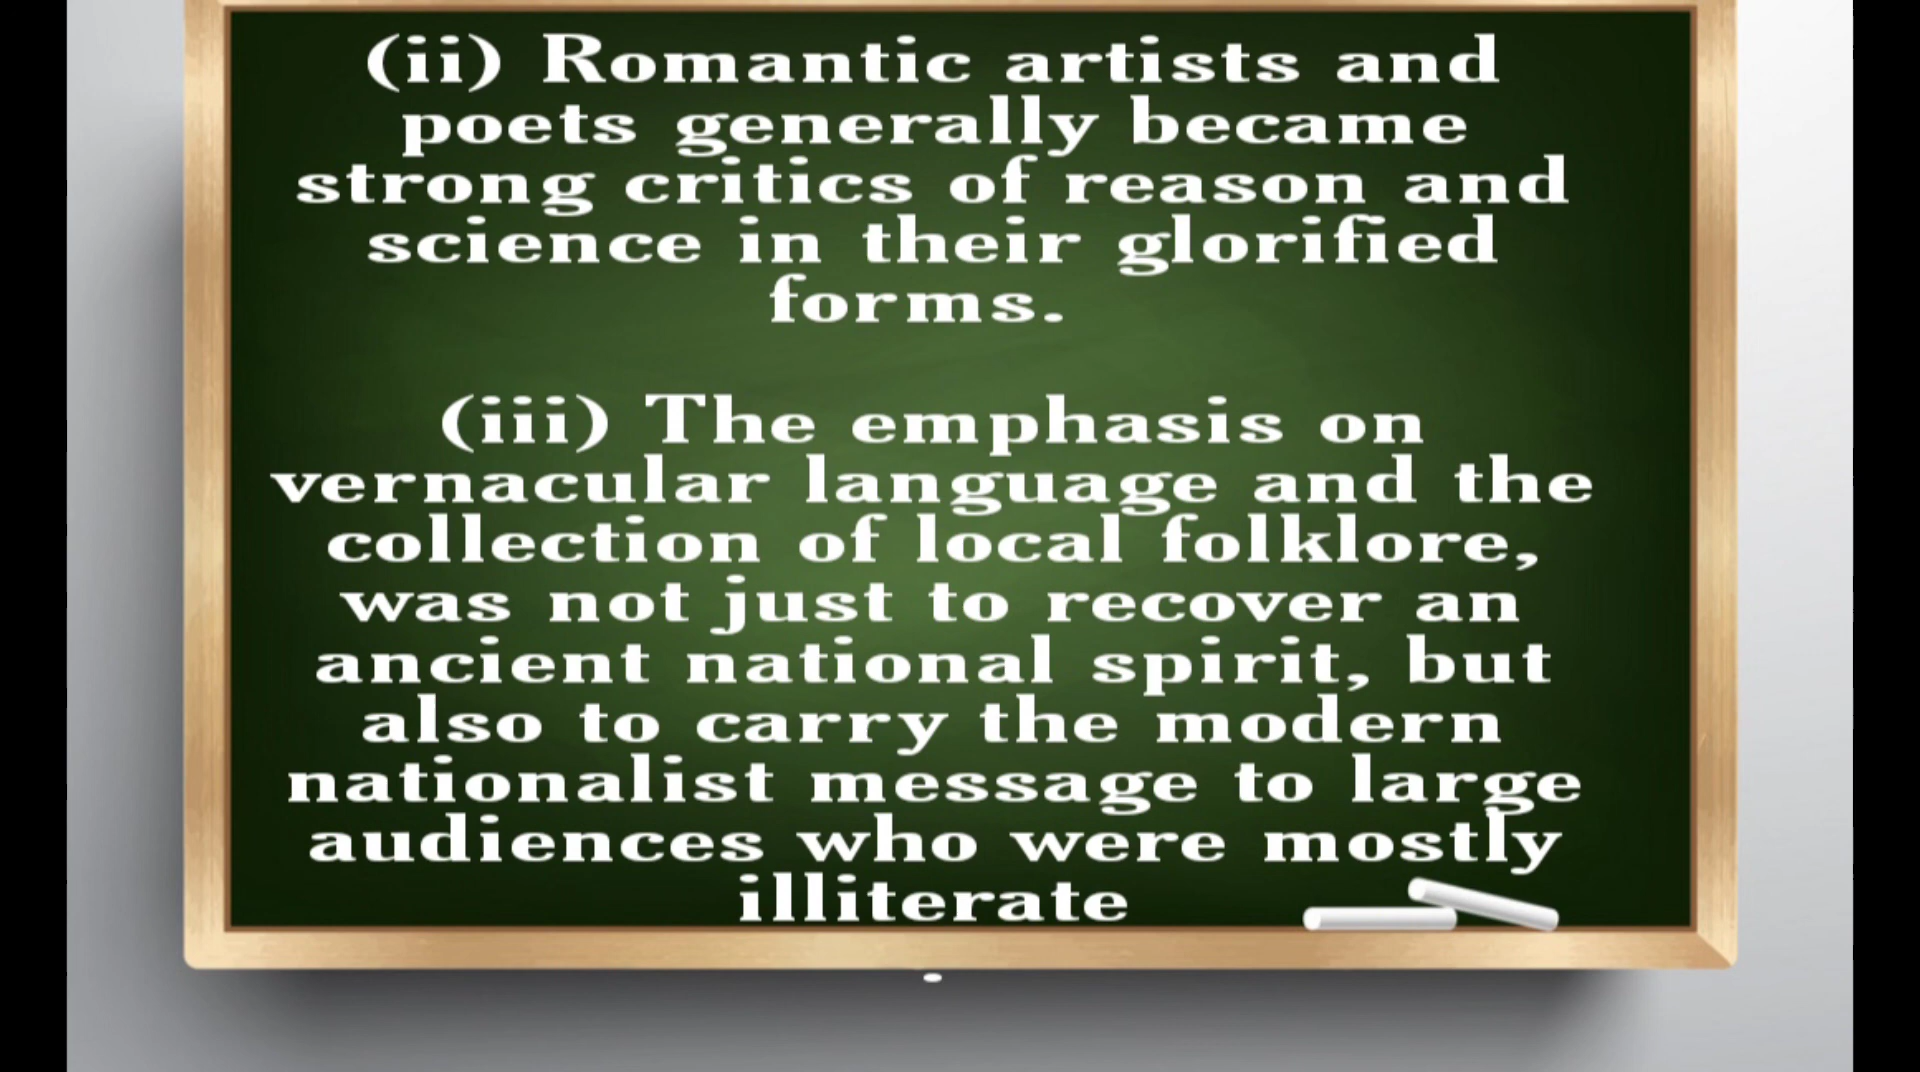 (ii) Romantic artists and
poets generally became
strong critics of reason and
science in their glorified
forms.
(iii) The emphasis on
vernacular language and the
collection of local folklore,
was not just to recover an
ancient national spirit, but
also to carry the modern
nationalist message to large
audiences who were mostly
illiterate
.